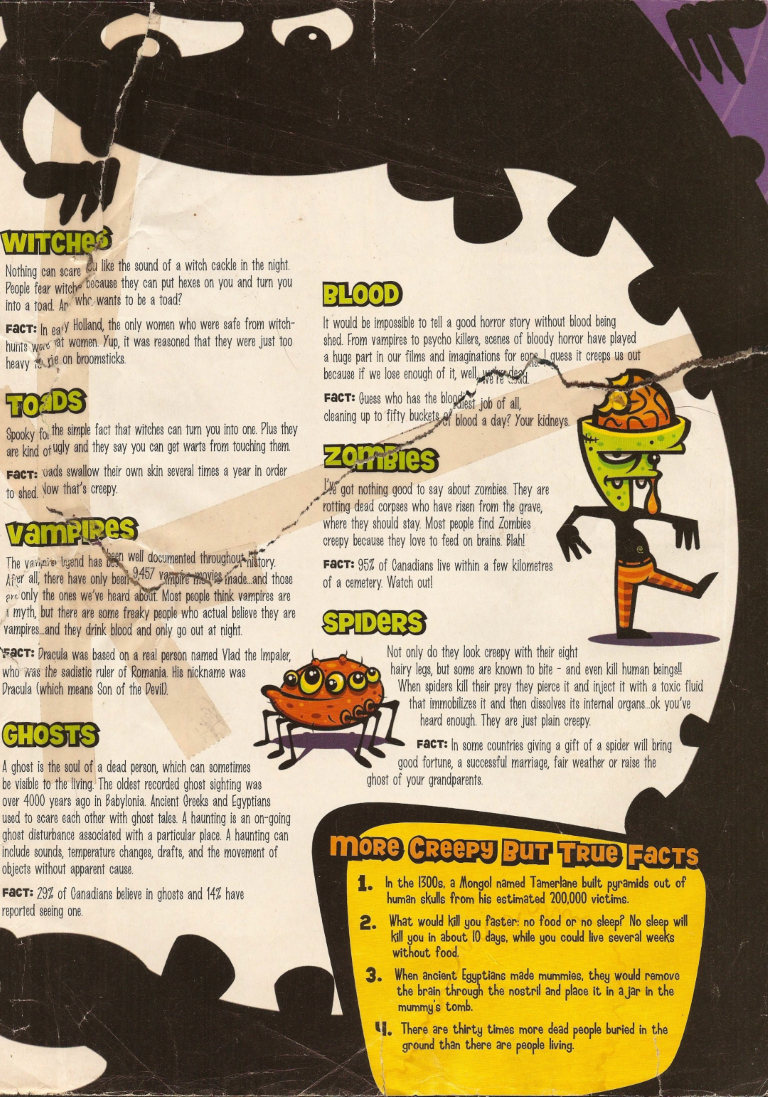 WITCHES
Nothing can scare you like the sound of a witch cackle in the night.
People fear witch because they can put hexes on you and turn you
into a toad. An who wants to be a toad?
FACT: In ea y Holland, the only women who were safe from witch-
hunts were fat women. Yup, it was reasoned that they were just too
heavy ride on broomsticks.
TOADS
Spooky for the simple fact that witches can turn you into one. Plus they
are kind of ugly and they say you can get warts from touching them.
FACT: oads swallow their own skin several times a year in order
to shed. Now that's creepy.
VAMPIRES
The vampire legend has been well documented throughout history.
After all, there have only been 9,457 vampire movies made...and those
are only the ones we've heard about. Most people think vampires are
a myth, but there are some freaky people who actual believe they are
vampires...and they drink blood and only go out at night.
FACT: Dracula was based on a real person named Vlad the Impaler,
who was the sadistic ruler of Romania. His nickname was
Dracula (which means Son of the Devil).
GHOSTS
A ghost is the soul of a dead person, which can sometimes
be visible to the living. The oldest recorded ghost sighting was
over 4000 years ago in Babylonia. Ancient Greeks and Egyptians
used to scare each other with ghost tales. A haunting is an on-going
ghost disturbance associated with a particular place. A haunting can
include sounds, temperature changes, drafts, and the movement of
objects without apparent cause.
FACT: 29% of Canadians believe in ghosts and 14% have
reported seeing one.
BLOOD
It would be impossible to tell a good horror story without blood being
shed. From vampires to psycho killers, scenes of bloody horror have played
a huge part in our films and imaginations for eons. I guess it creeps us out
because if we lose enough of it, well, we're dead.
FACT: Guess who has the bloodiest job of all,
cleaning up to fifty buckets of blood a day? Your kidneys.
ZOMBIES
I've got nothing good to say about zombies. They are
rotting dead corpses who have risen from the grave,
where they should stay. Most people find Zombies
creepy because they love to feed on brains. Blah!
FACT: 95% of Canadians live within a few kilometres
of a cemetery. Watch out!
SPIDERS
Not only do they look creepy with their eight
hairy legs, but some are known to bite - and even kill human beings!!
When spiders kill their prey they pierce it and inject it with a toxic fluid
that immobilizes it and then dissolves its internal organs...ok you've
heard enough. They are just plain creepy.
FACT: In some countries giving a gift of a spider will bring
good fortune, a successful marriage, fair weather or raise the
ghost of your grandparents.
MORE CREEPY BUT TRUE FACTS
1. In the 1300s, a Mongol named Tamerlane built pyramids out of
human skulls from his estimated 200,000 victims.
2. What would kill you faster: no food or no sleep? No sleep will
kill you in about 10 days, while you could live several weeks
without food.
3. When ancient Egyptians made mummies, they would remove
the brain through the nostril and place it in a jar in the
mummy's tomb.
4. There are thirty times more dead people buried in the
ground than there are people living.